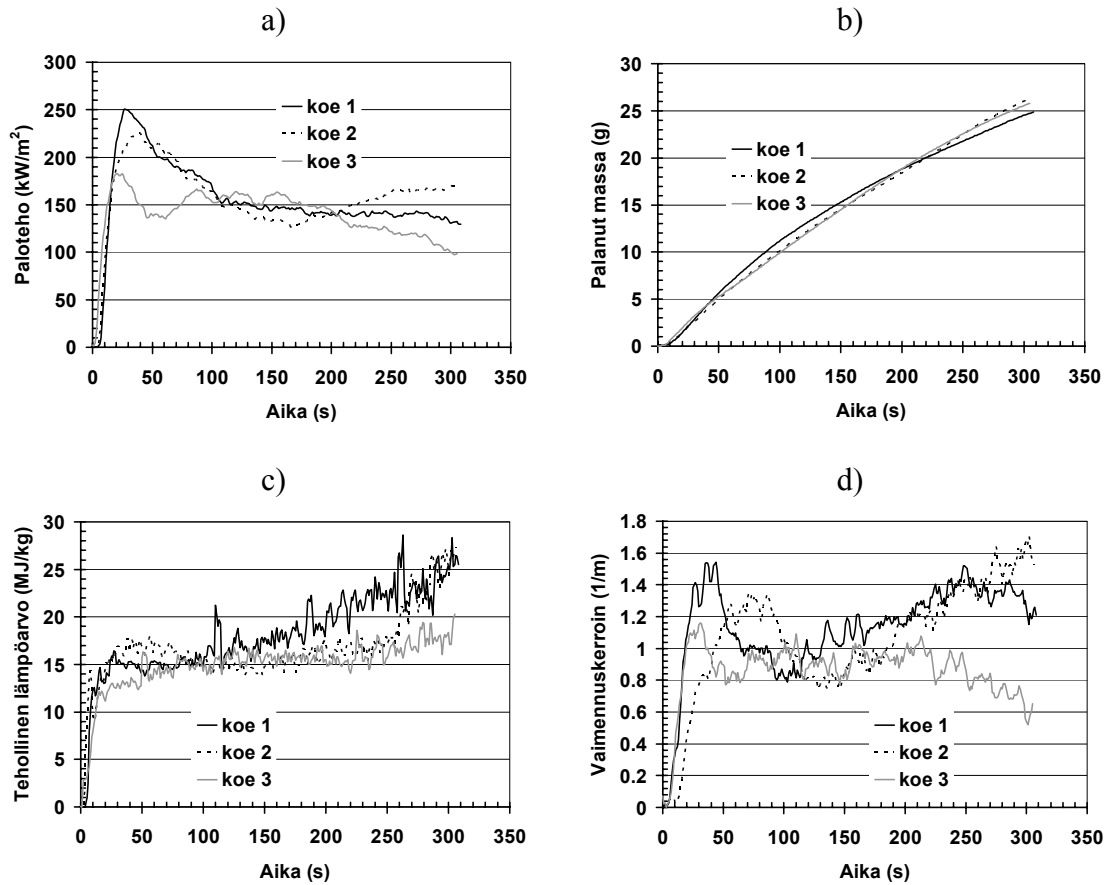 a)
Paloteho (kW/m²)
300
250
200
150
100
50
0
koe 1
koe 2
koe 3
0 50 100 150 200 250 300 350
Aika (s)
b)
Palanut massa (g)
30
25
20
15
10
5
0
koe 1
koe 2
koe 3
0 50 100 150 200 250 300 350
Aika (s)
c)
Tehollinen lämpöarvo (MJ/kg)
30
25
20
15
10
5
0
koe 1
koe 2
koe 3
0 50 100 150 200 250 300 350
Aika (s)
d)
Vaimennuskerroin (1/m)
1.8
1.6
1.4
1.2
1
0.8
0.6
0.4
0.2
0
koe 1
koe 2
koe 3
0 50 100 150 200 250 300 350
Aika (s)